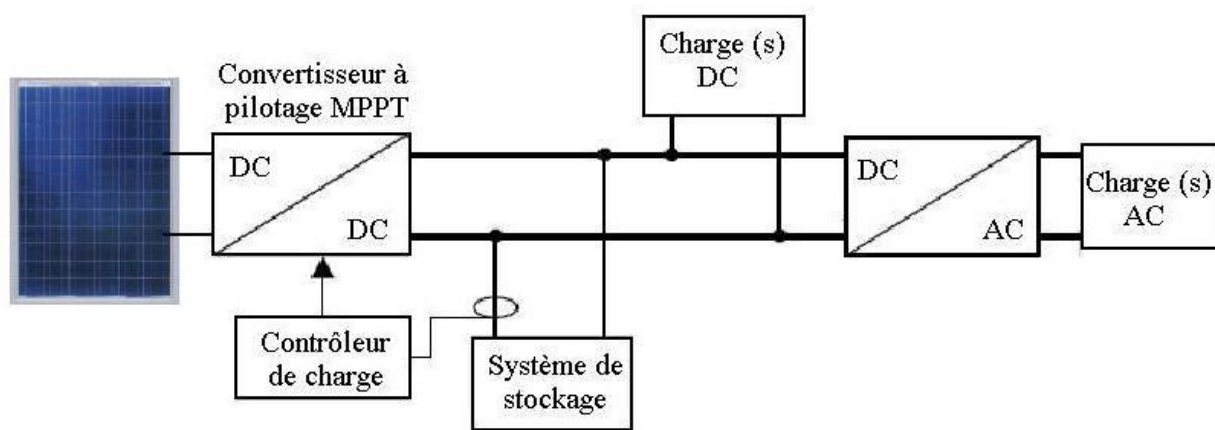 Charge (s)
DC
Convertisseur à
pilotage MPPT
DC
DC
DC
AC
Charge (s)
AC
Contrôleur
de charge
Système de
stockage